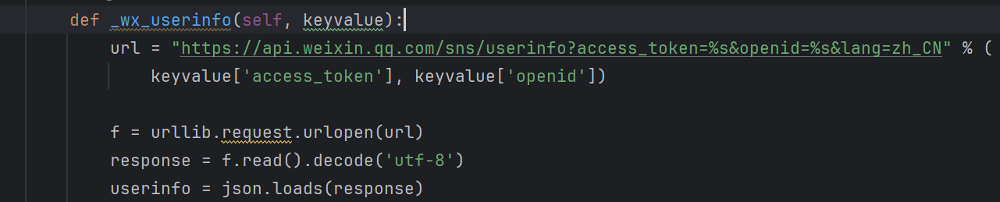 def _wx_userinfo(self, keyvalue):
url = "https://api.weixin.qq.com/sns/userinfo?access_token=%s&openid=%s&lang=zh_CN" % (
keyvalue['access_token'], keyvalue['openid'])
f = urllib.request.urlopen(url)
response = f.read().decode('utf-8')
userinfo = json.loads(response)